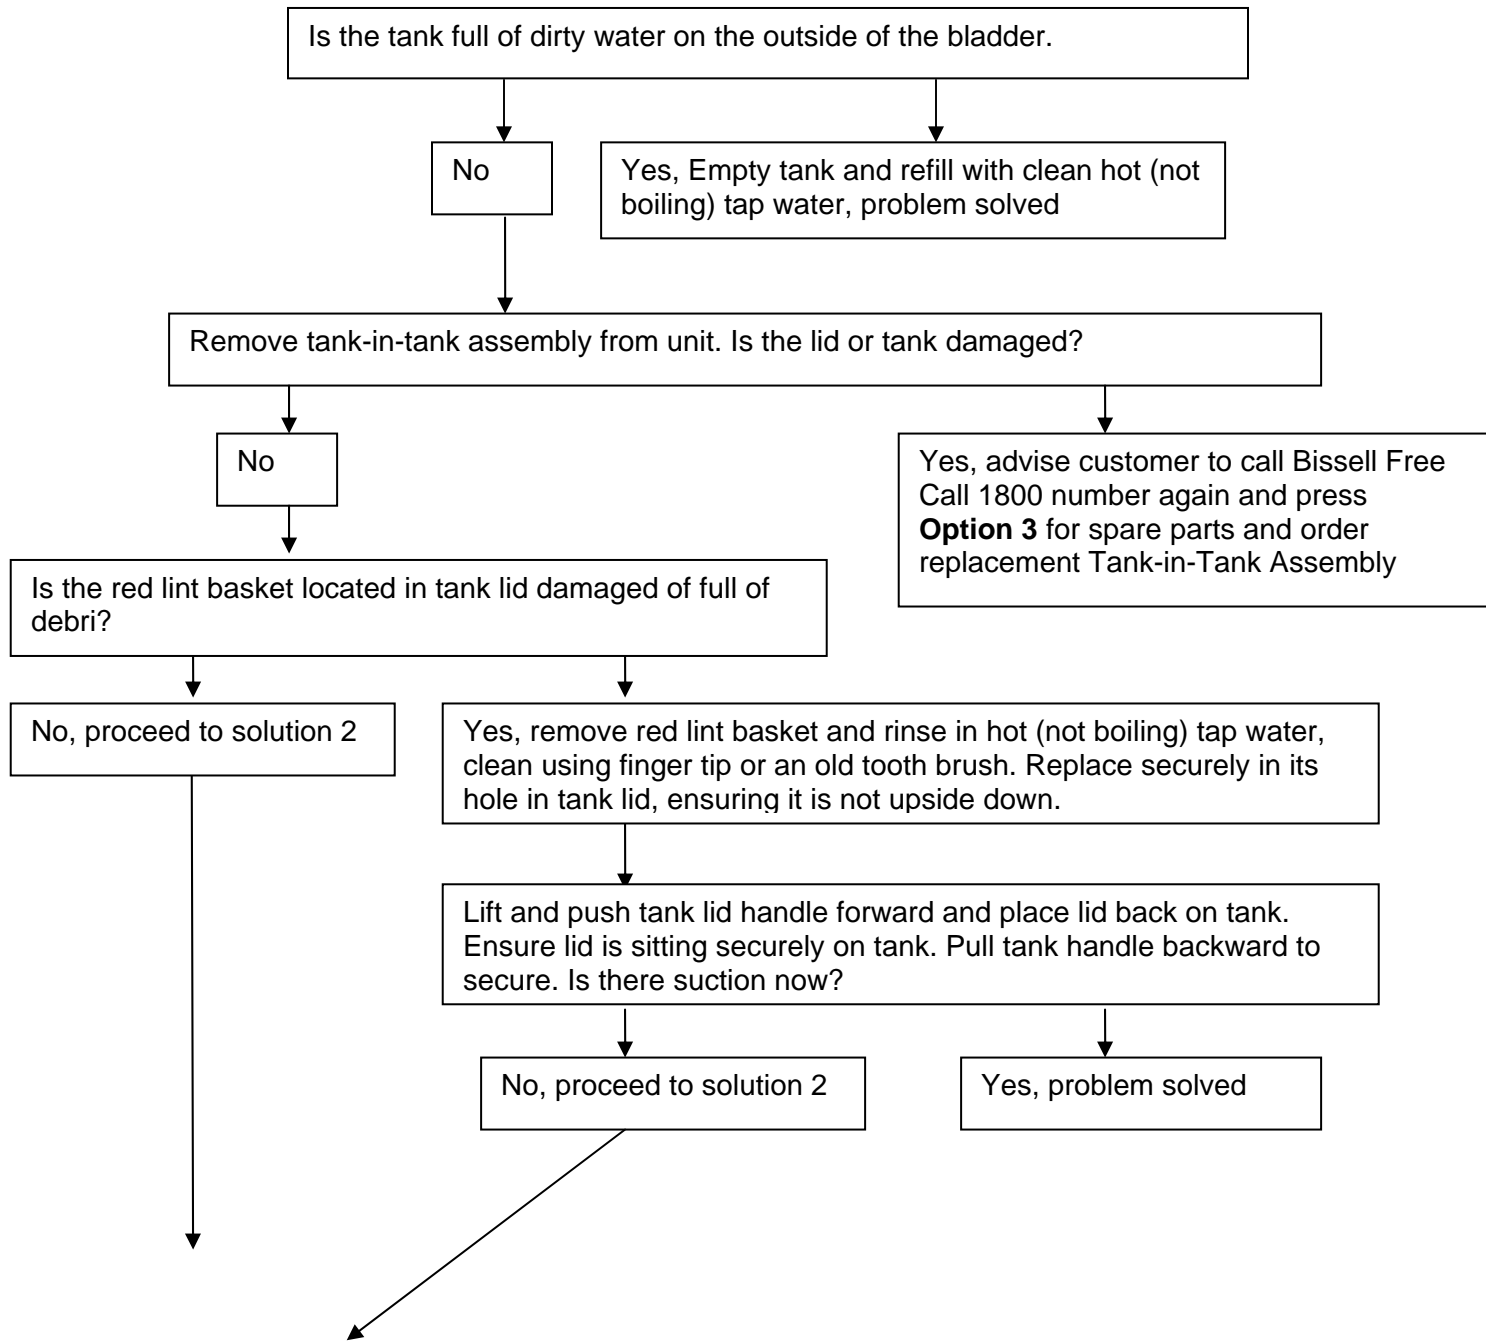 Is the tank full of dirty water on the outside of the bladder.
No
Yes, Empty tank and refill with clean hot (not
boiling) tap water, problem solved
Remove tank-in-tank assembly from unit. Is the lid or tank damaged?
No
Yes, advise customer to call Bissell Free
Call 1800 number again and press
Option 3 for spare parts and order
replacement Tank-in-Tank Assembly
Is the red lint basket located in tank lid damaged of full of
debri?
No, proceed to solution 2
Yes, remove red lint basket and rinse in hot (not boiling) tap water,
clean using finger tip or an old tooth brush. Replace securely in its
hole in tank lid, ensuring it is not upside down.
Lift and push tank lid handle forward and place lid back on tank.
Ensure lid is sitting securely on tank. Pull tank handle backward to
secure. Is there suction now?
No, proceed to solution 2
Yes, problem solved